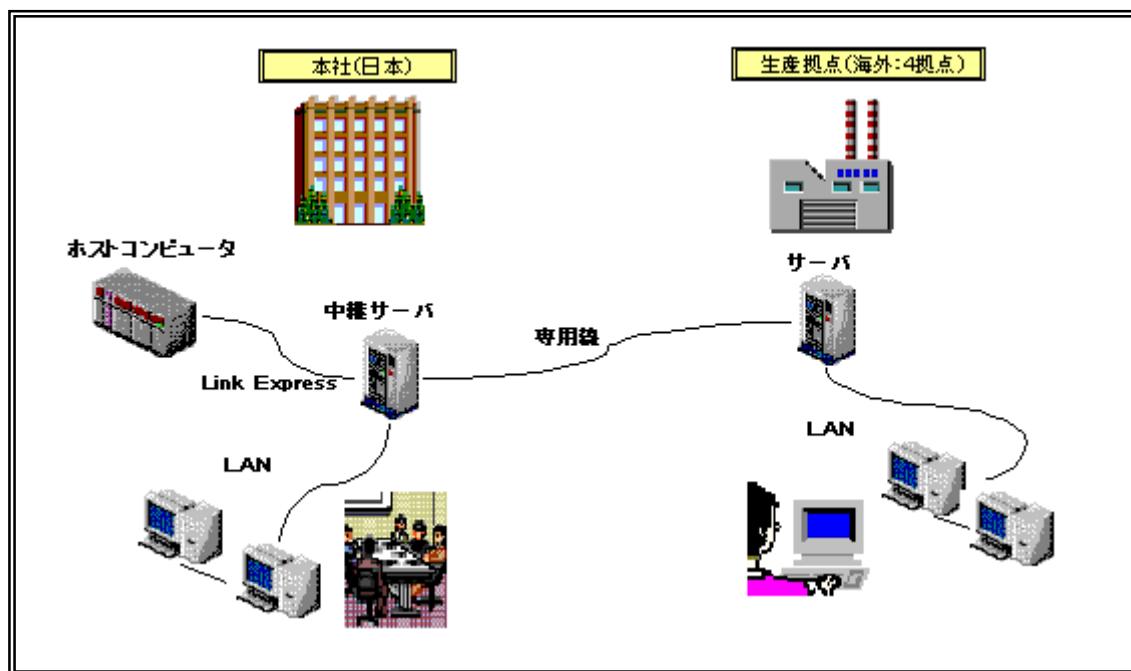 本社(日本)
生産拠点(海外:4拠点)
ホストコンピュータ
サーバ
中継サーバ
専用線
Link Express
LAN
LAN